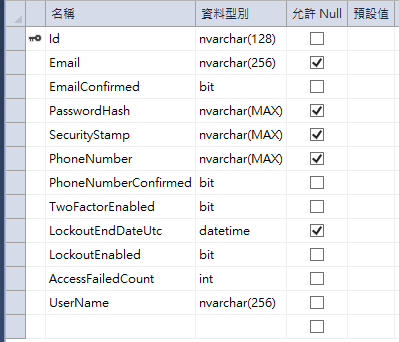 名稱 資料型別 允許 Null 預設值
Id nvarchar(128)
Email nvarchar(256)
EmailConfirmed bit
PasswordHash nvarchar(MAX)
SecurityStamp nvarchar(MAX)
PhoneNumber nvarchar(MAX)
PhoneNumberConfirmed bit
TwoFactorEnabled bit
LockoutEndDateUtc datetime
LockoutEnabled bit
AccessFailedCount int
UserName nvarchar(256)